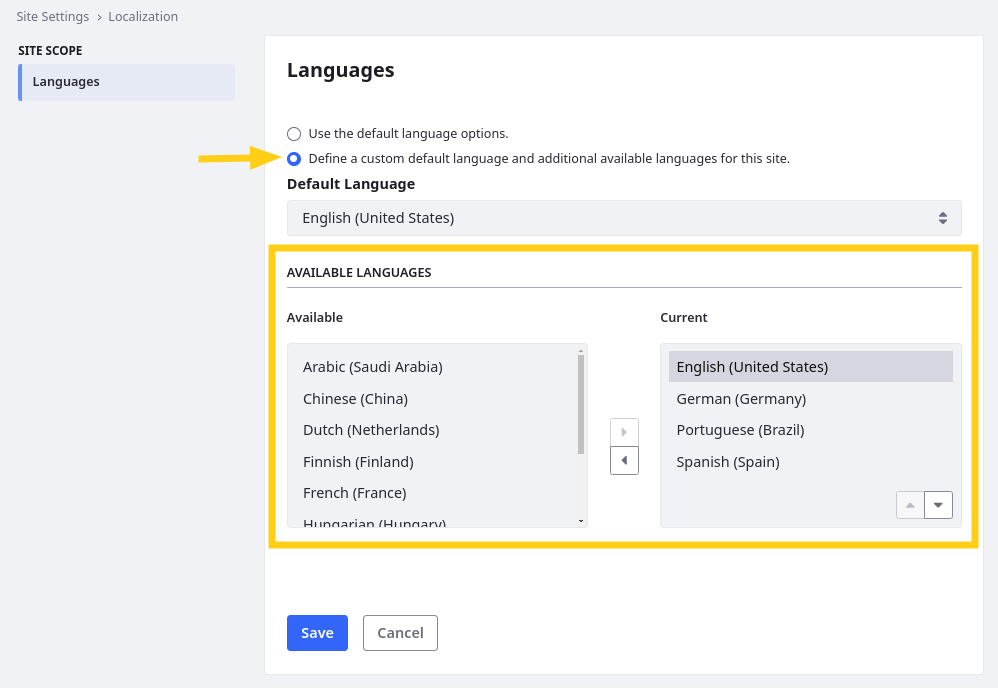 Site Settings › Localization
SITE SCOPE
Languages
Languages
Use the default language options.
Define a custom default language and additional available languages for this site.
Default Language
English (United States)
AVAILABLE LANGUAGES
Available
Arabic (Saudi Arabia)
Chinese (China)
Dutch (Netherlands)
Finnish (Finland)
French (France)
Hungarian (Hungary)
Current
English (United States)
German (Germany)
Portuguese (Brazil)
Spanish (Spain)
Save
Cancel